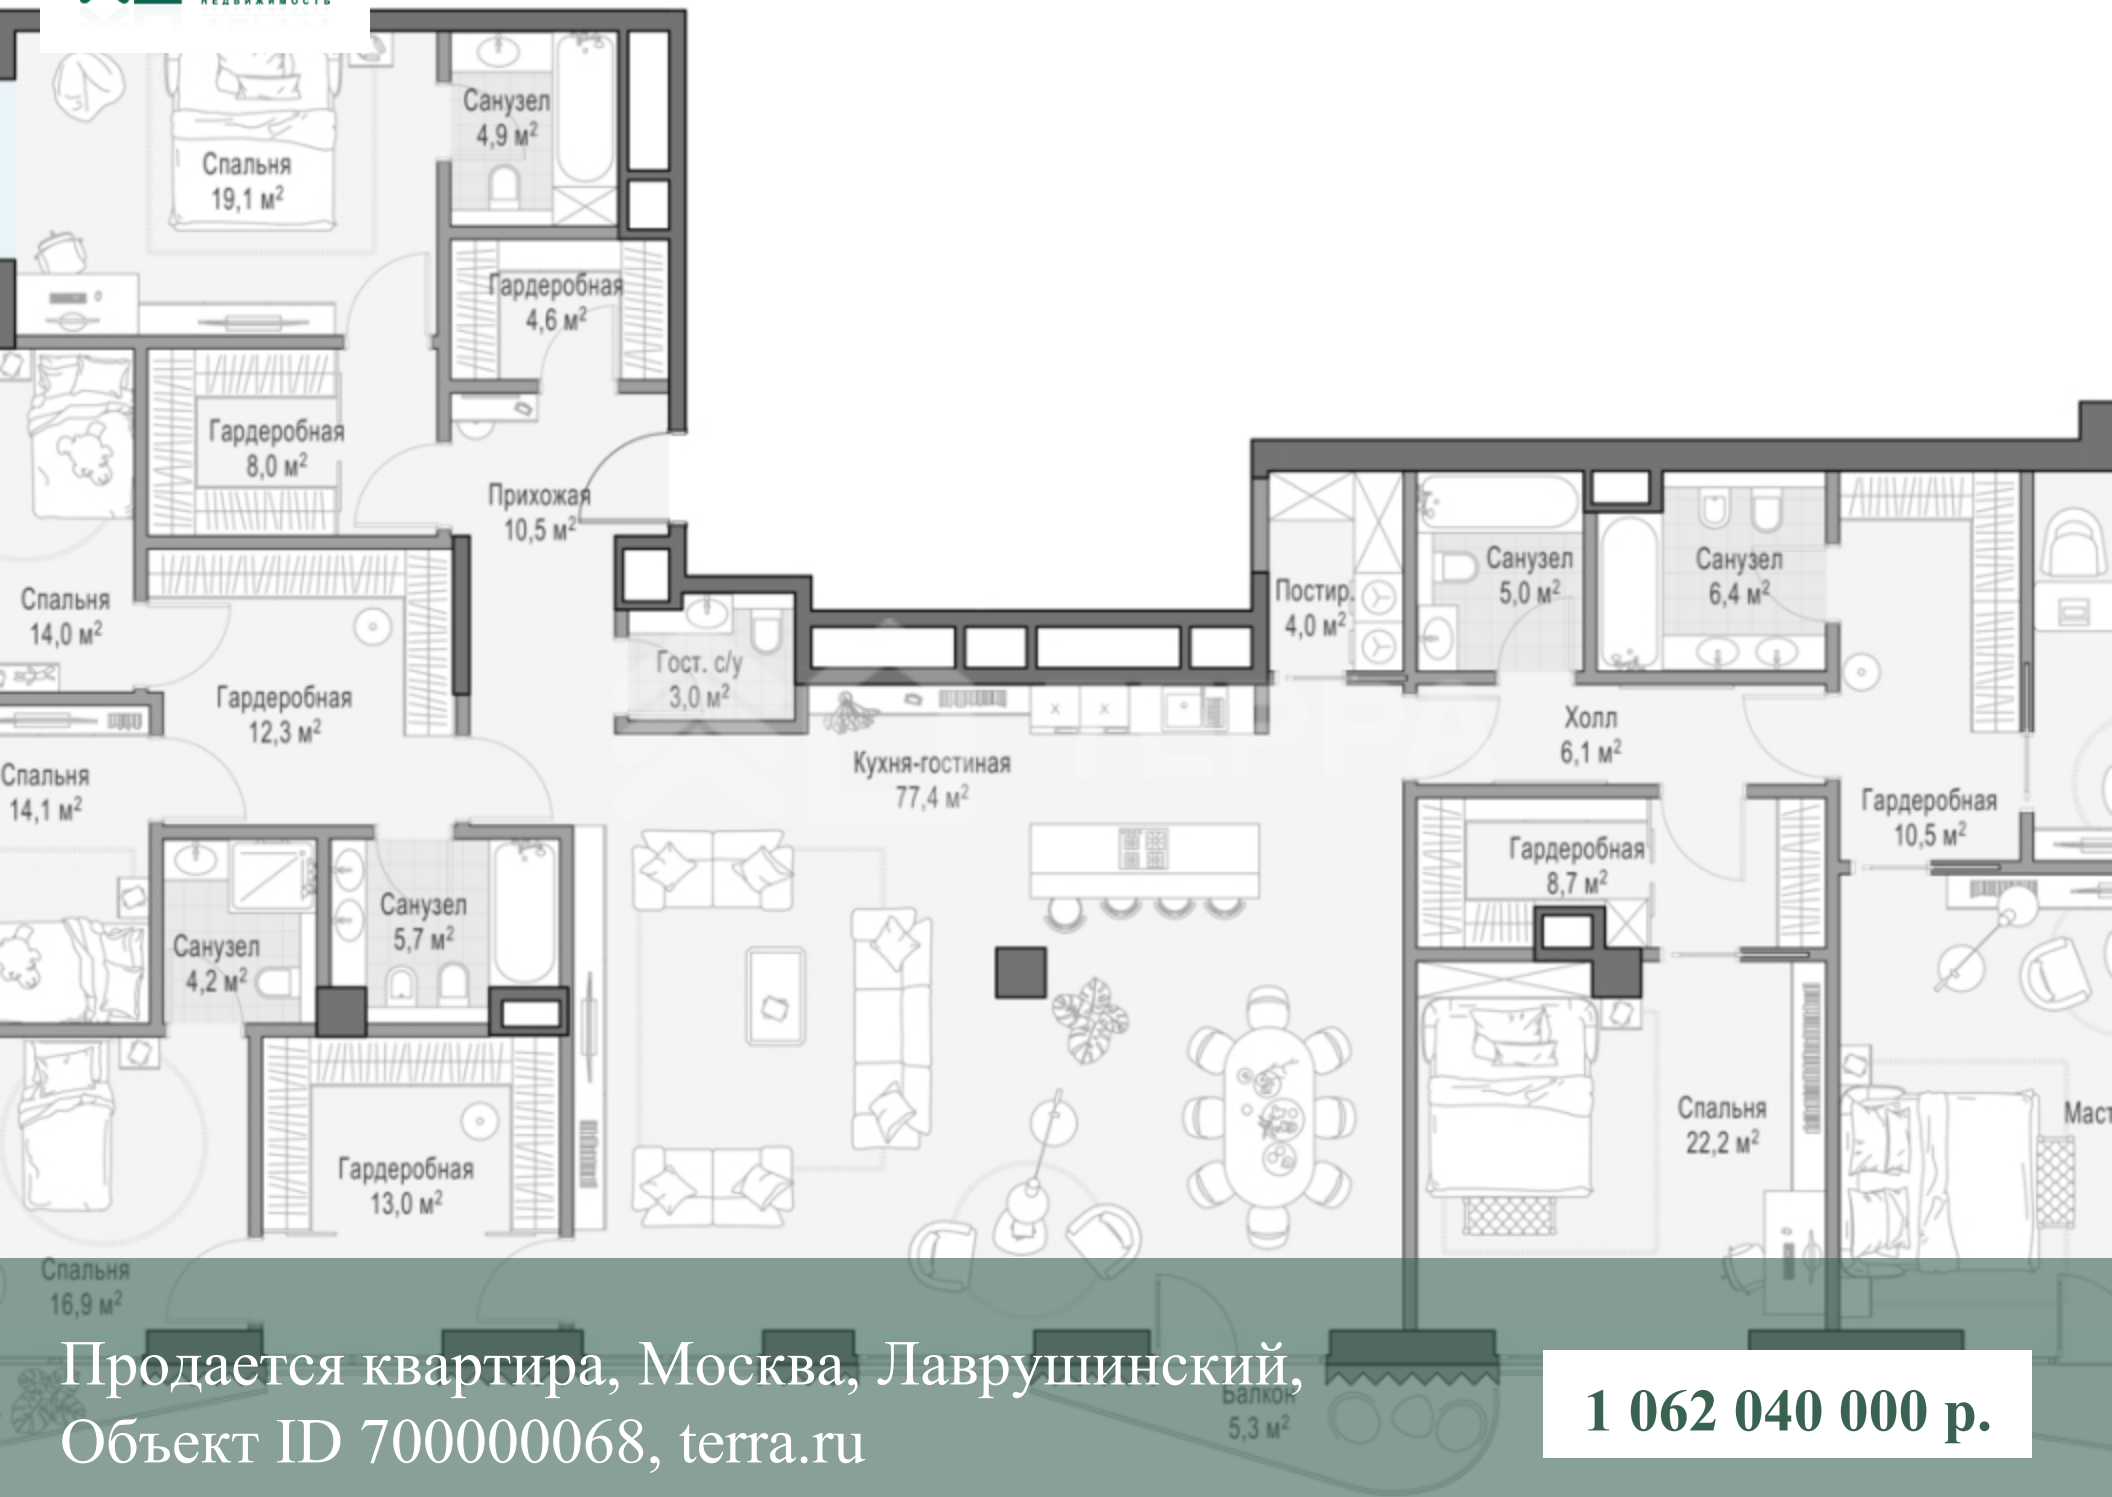 НЕДВИЖИМОСТЬ
Санузел
4,9 м²
Спальня
19,1 м²
Гардеробная
4,6 м²
Гардеробная
8,0 м²
Прихожая
10,5 м²
Спальня
14,0 м²
Гардеробная
12,3 м²
Гост. с/у
3,0 м²
Постир.
4,0 м²
Санузел
5,0 м²
Санузел
6,4 м²
Холл
6,1 м²
Кухня-гостиная
77,4 м²
ТЕРРА
Спальня
14,1 м²
Гардеробная
10,5 м²
Гардеробная
8,7 м²
Санузел
5,7 м²
Санузел
4,2 м²
Спальня
22,2 м²
Маст
Гардеробная
13,0 м²
Спальня
16,9 м²
Балкон
5,3 м²
Продается квартира, Москва, Лаврушинский,
Объект ID 700000068, terra.ru
1 062 040 000 р.